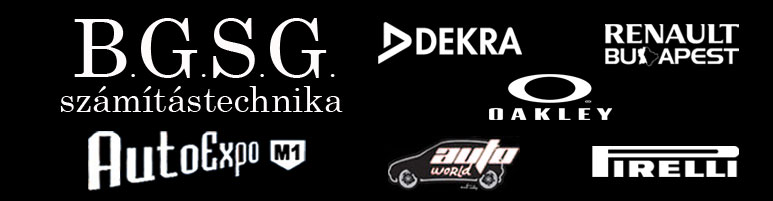 B.G.S.G.
számítástechnika
DEKRA
RENAULT
BUDAPEST
OAKLEY
AutoExpo M1
auto
world
PIRELLI